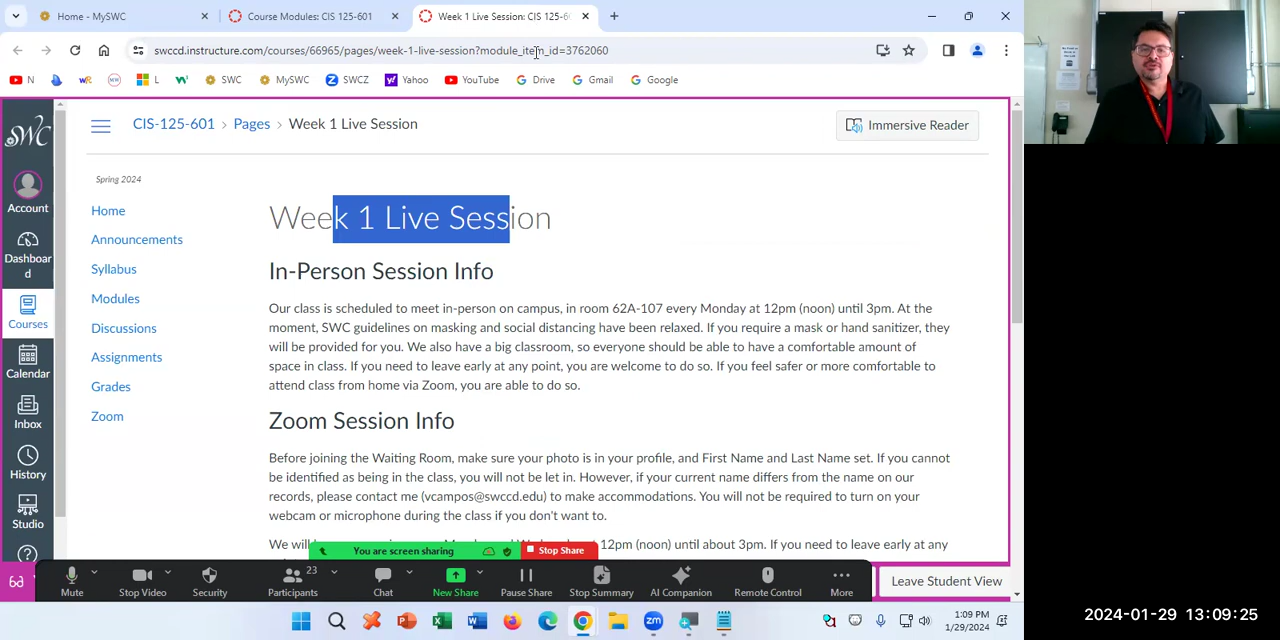 Home - MySWC
Course Modules: CIS 125-601
Week 1 Live Session: CIS 125-6
swccd.instructure.com/courses/66965/pages/week-1-live-session?module_item_id=3762060
N
L
SWC
MySWC
Z
Yahoo
YouTube
Drive
Gmail
Google
SWC
Account
Dashboar
d
Courses
Calendar
Inbox
History
Studio
CIS-125-601 › Pages › Week 1 Live Session
Immersive Reader
Spring 2024
Home
Announcements
Syllabus
Modules
Discussions
Assignments
Grades
Zoom
Week 1 Live Session
In-Person Session Info
Our class is scheduled to meet in-person on campus, in room 62A-107 every Monday at 12pm (noon) until 3pm. At the
moment, SWC guidelines on masking and social distancing have been relaxed. If you require a mask or hand sanitizer, they
will be provided for you. We also have a big classroom, so everyone should be able to have a comfortable amount of
space in class. If you need to leave early at any point, you are welcome to do so. If you feel safer or more comfortable to
attend class from home via Zoom, you are able to do so.
Zoom Session Info
Before joining the Waiting Room, make sure your photo is in your profile, and First Name and Last Name set. If you cannot
be identified as being in the class, you will not be let in. However, if your current name differs from the name on our
records, please contact me (vcampos@swccd.edu) to make accommodations. You will not be required to turn on your
webcam or microphone during the class if you don't want to.
12pm (noon) until about 3pm. If you need to leave early at any
You are screen sharing
Stop Share
Mute
Stop Video
Security
Participants
23
Chat
New Share
Pause Share
Stop Summary
AI Companion
Remote Control
More
Leave Student View
1:09 PM
1/29/2024
2024-01-29 13:09:25